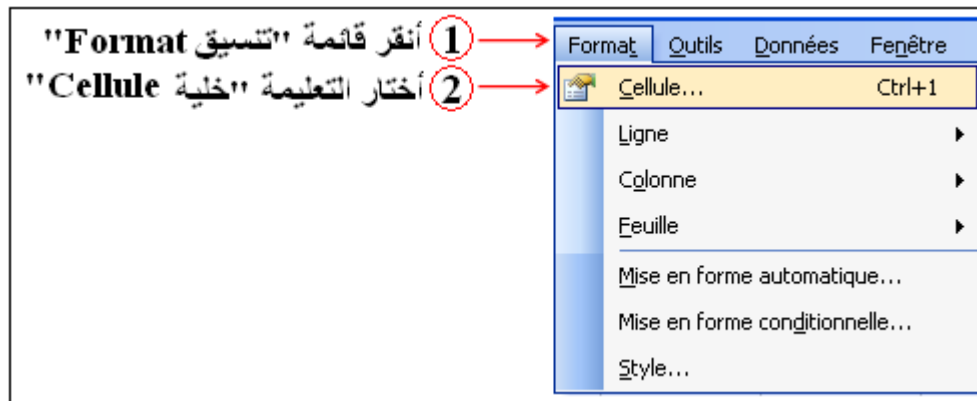 ① أنقر قائمة "تنسيق Format"
② أختار التعليمة "خلية Cellule"
Format Outils Données Fenêtre
Cellule... Ctrl+1
Ligne
Colonne
Feuille
Mise en forme automatique...
Mise en forme conditionnelle...
Style...